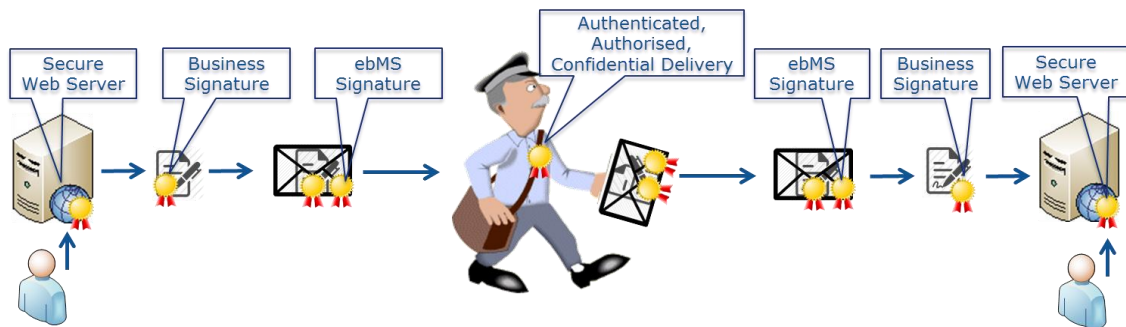 Secure
Web Server
Business
Signature
ebMS
Signature
Authenticated,
Authorised,
Confidential Delivery
ebMS
Signature
Business
Signature
Secure
Web Server